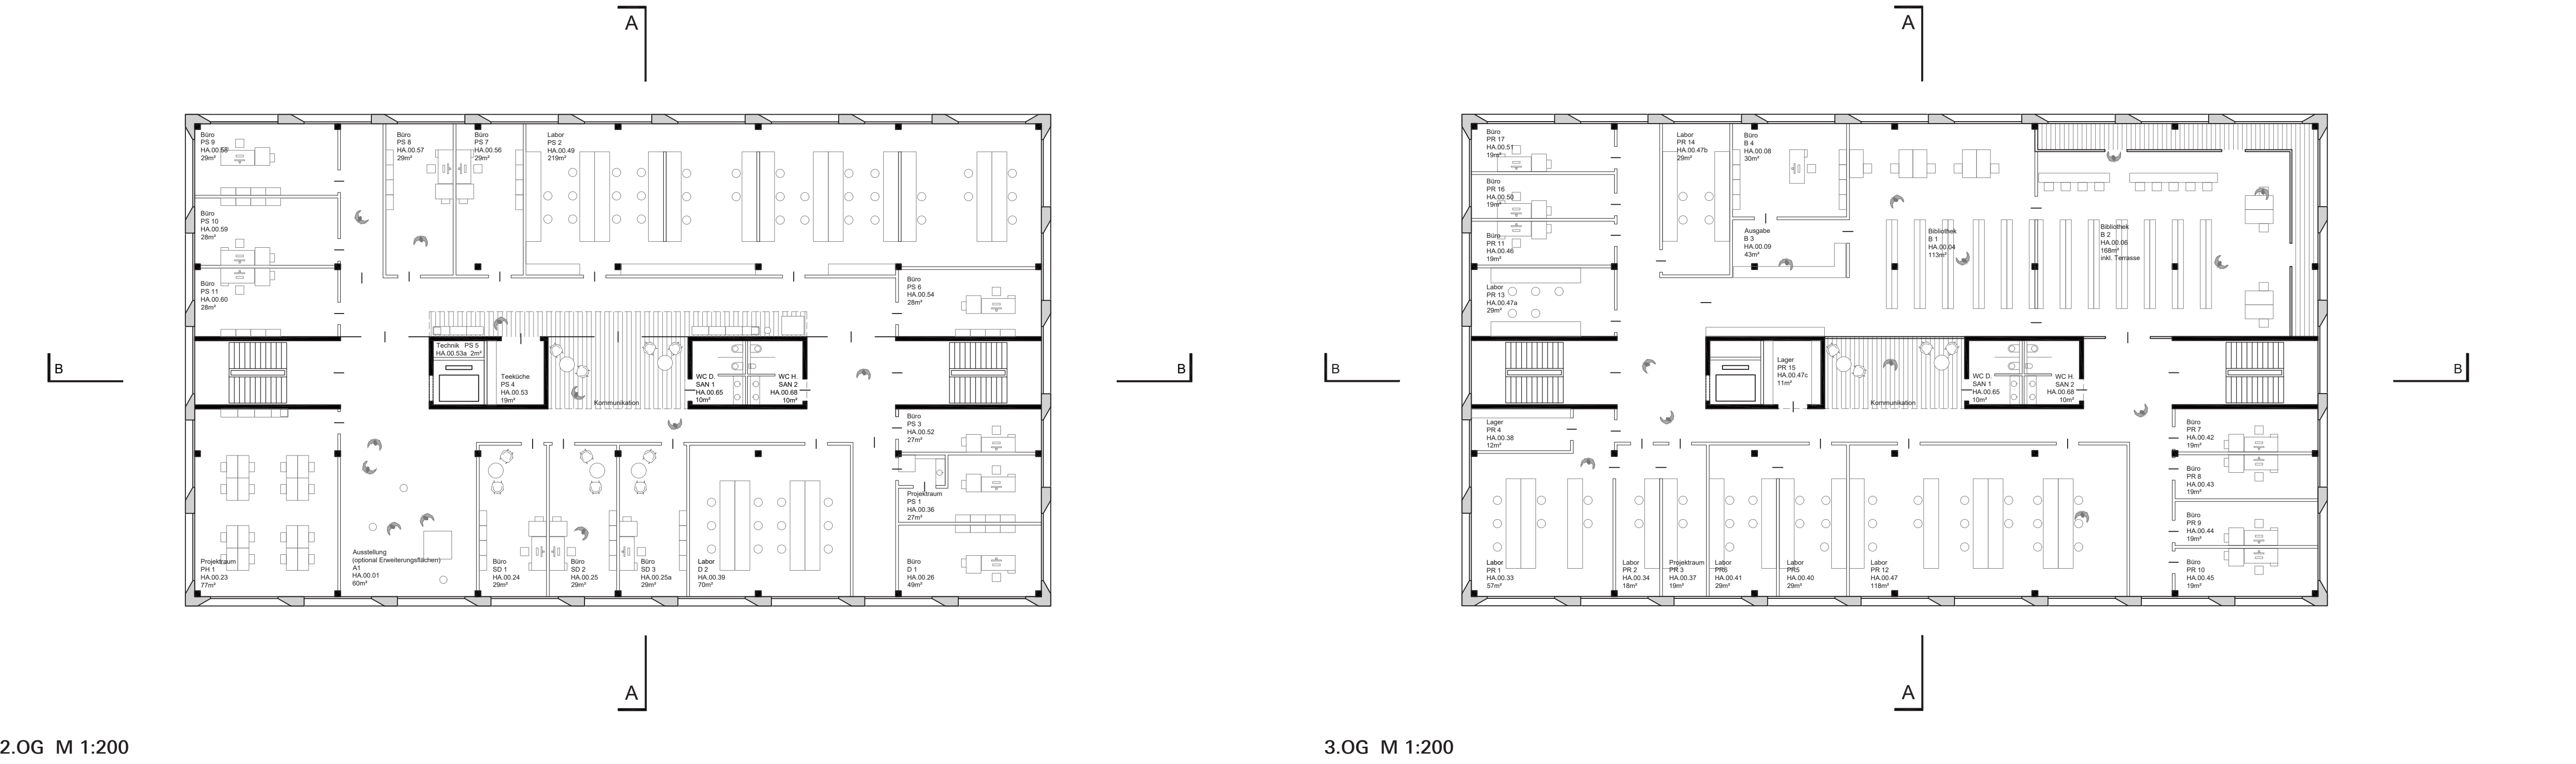 A
A
Büro
PS 9
HA.00.58
29m²
Büro
PS 8
HA.00.57
29m²
Büro
PS 7
HA.00.56
29m²
Labor
PS 2
HA.00.49
219m²
Büro
PS 10
HA.00.59
28m²
Büro
PS 11
HA.00.60
28m²
Büro
PS 6
HA.00.54
28m²
B
B
Technik PS 5
HA.00.53a 2m²
Teeküche
PS 4
HA.00.53
19m²
Kommunikation
WC D.
SAN 1
HA.00.65
10m²
WC H.
SAN 2
HA.00.68
10m²
Büro
PS 3
HA.00.52
27m²
Projektraum
PS 1
HA.00.36
27m²
Projektraum
PH 1
HA.00.23
77m²
Ausstellung
(optional Erweiterungsflächen)
A1
HA.00.01
60m²
Büro
SD 1
HA.00.24
29m²
Büro
SD 2
HA.00.25
29m²
Büro
SD 3
HA.00.25a
29m²
Labor
D 2
HA.00.39
70m²
Büro
D 1
HA.00.26
49m²
A
2.OG M 1:200
Büro
PR 17
HA.00.51
19m²
Büro
PR 16
HA.00.50
19m²
Büro
PR 11
HA.00.46
19m²
Labor
PR 13
HA.00.47a
29m²
Labor
PR 14
HA.00.47b
29m²
Büro
B 4
HA.00.08
30m²
Ausgabe
B 3
HA.00.09
43m²
Bibliothek
B 1
HA.00.04
113m²
Bibliothek
B 2
HA.00.06
168m²
inkl. Terrasse
B
B
Lager
PR 15
HA.00.47c
11m²
Kommunikation
WC D.
SAN 1
HA.00.65
10m²
WC H.
SAN 2
HA.00.68
10m²
Lager
PR 4
HA.00.38
12m²
Büro
PR 7
HA.00.42
19m²
Büro
PR 8
HA.00.43
19m²
Büro
PR 9
HA.00.44
19m²
Büro
PR 10
HA.00.45
19m²
Labor
PR 1
HA.00.33
57m²
Labor
PR 2
HA.00.34
18m²
Projektraum
PR 3
HA.00.37
19m²
Labor
PR6
HA.00.41
29m²
Labor
PR5
HA.00.40
29m²
Labor
PR 12
HA.00.47
118m²
A
3.OG M 1:200